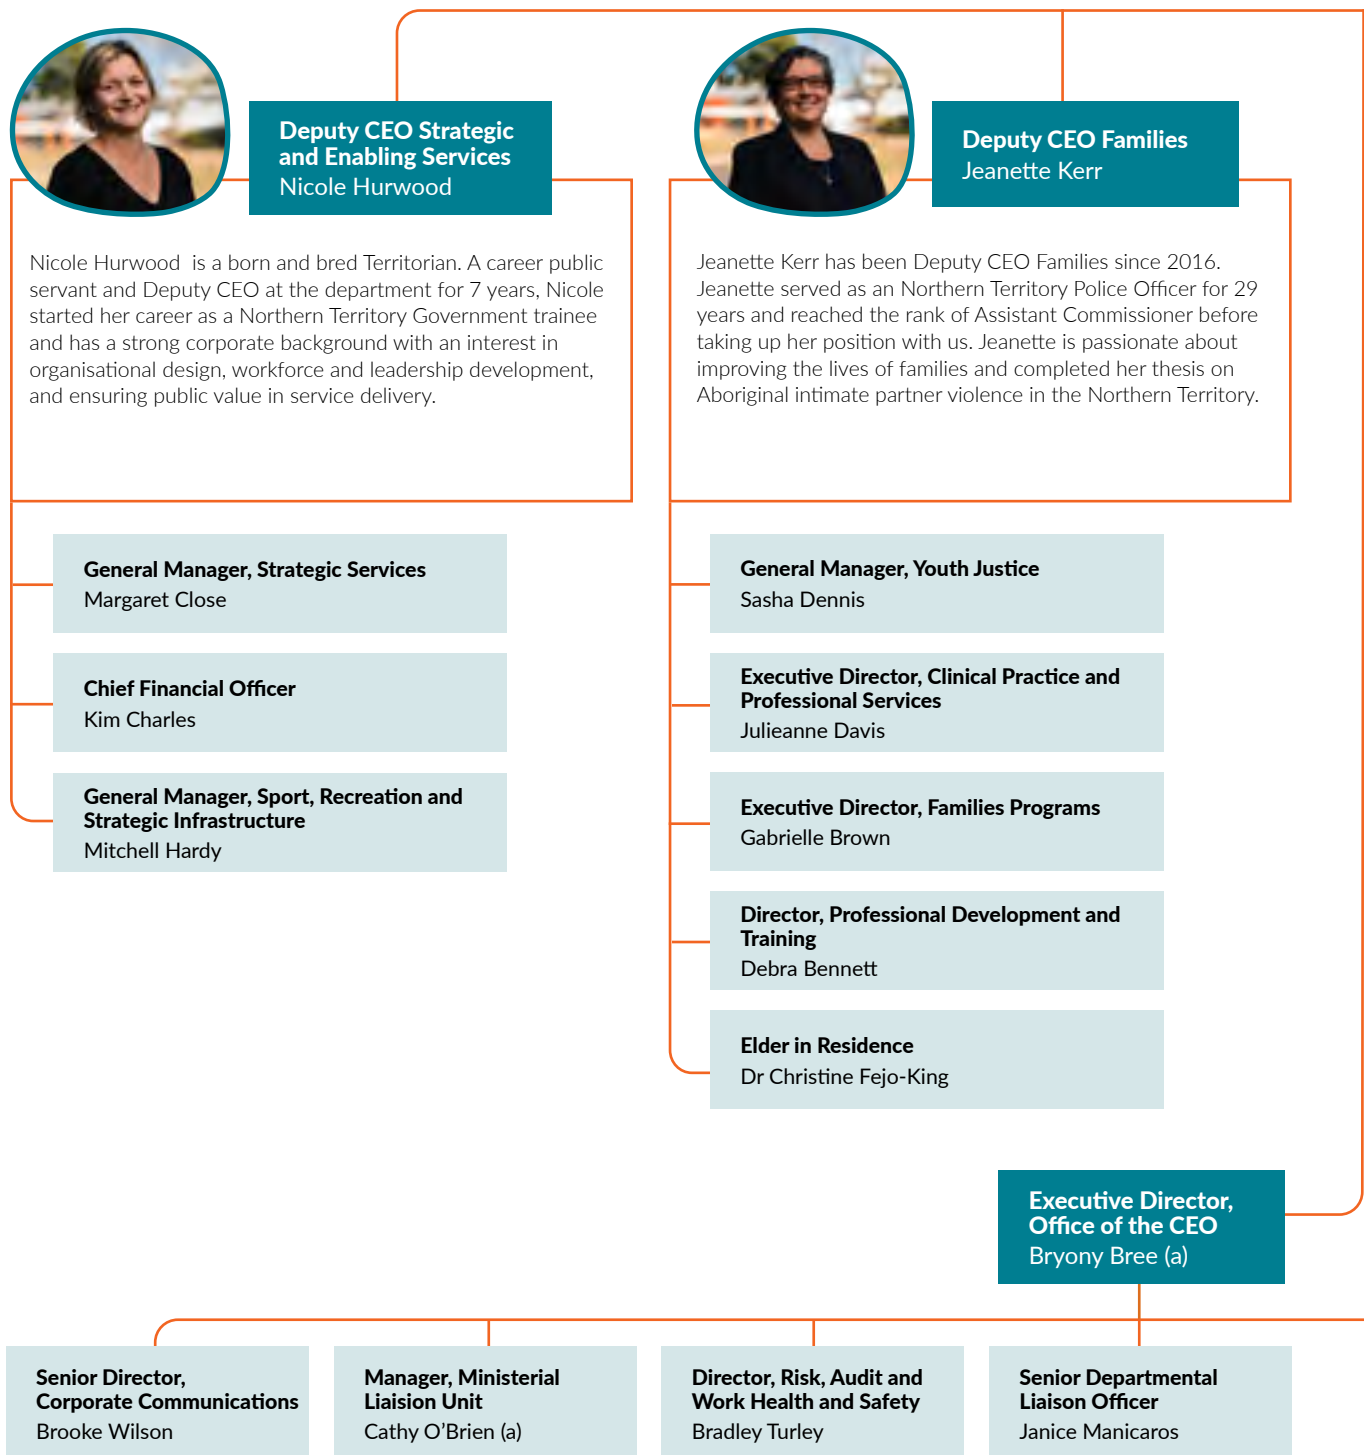 Deputy CEO Strategic
and Enabling Services
Nicole Hurwood
Nicole Hurwood  is a born and bred Territorian. A career public
servant and Deputy CEO at the department for 7 years, Nicole
started her career as a Northern Territory Government trainee
and has a strong corporate background with an interest in
organisational design, workforce and leadership development,
and ensuring public value in service delivery.
General Manager, Strategic Services
Margaret Close
Chief Financial Officer
Kim Charles
General Manager, Sport, Recreation and
Strategic Infrastructure
Mitchell Hardy
Deputy CEO Families
Jeanette Kerr
Jeanette Kerr has been Deputy CEO Families since 2016.
Jeanette served as an Northern Territory Police Officer for 29
years and reached the rank of Assistant Commissioner before
taking up her position with us. Jeanette is passionate about
improving the lives of families and completed her thesis on
Aboriginal intimate partner violence in the Northern Territory.
General Manager, Youth Justice
Sasha Dennis
Executive Director, Clinical Practice and
Professional Services
Julieanne Davis
Executive Director, Families Programs
Gabrielle Brown
Director, Professional Development and
Training
Debra Bennett
Elder in Residence
Dr Christine Fejo-King
Executive Director,
Office of the CEO
Bryony Bree (a)
Senior Director,
Corporate Communications
Brooke Wilson
Manager, Ministerial
Liaision Unit
Cathy O’Brien (a)
Director, Risk, Audit and
Work Health and Safety
Bradley Turley
Senior Departmental
Liaison Officer
Janice Manicaros